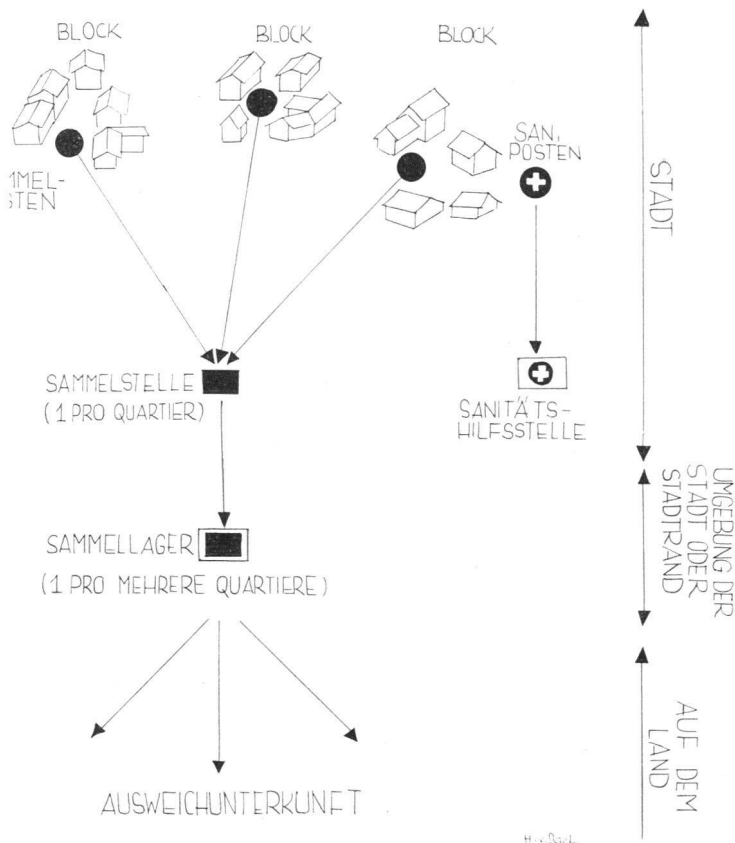 BLOCK
BLOCK
BLOCK
SAN.
POSTEN
MMEL-
STEN
STADT
SAMMELSTELLE
(1 PRO QUARTIER)
SANITÄTS-
HILFSSTELLE
UMGEBUNG DER
STADT ODER
STADTRAND
SAMMELLAGER
(1 PRO MEHRERE QUARTIERE)
AUF DEM
LAND
AUSWEICHUNTERKUNFT